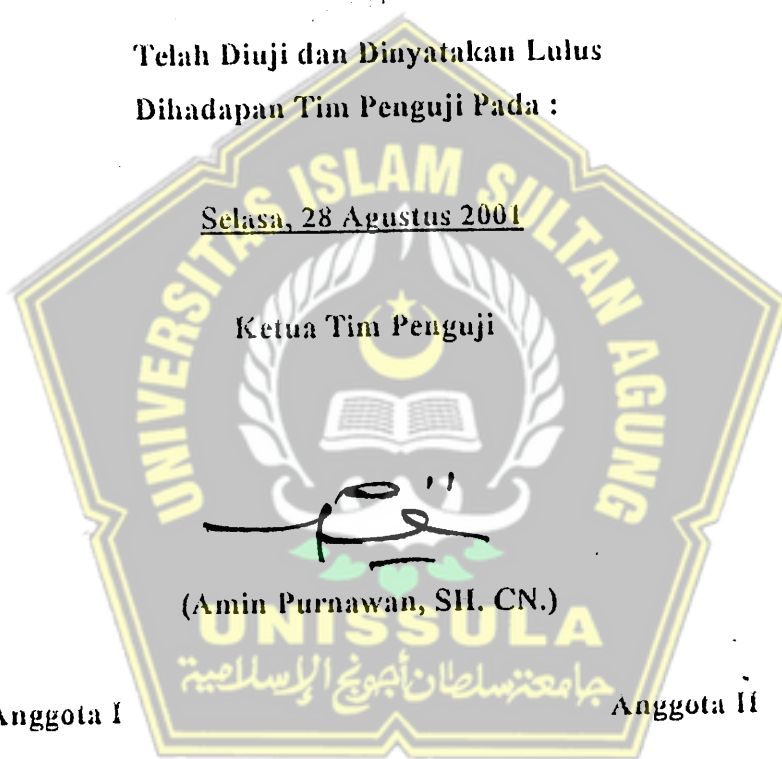 Telah Diuji dan Dinyatakan Lulus
Dihadapan Tim Penguji Pada :
UNIVERSITAS ISLAM SULTAN AGUNG
Selasa, 28 Agustus 2001
Ketua Tim Penguji
(Amin Purnawan, SH. CN.)
UNISSULA
جامعة سلطان أجونج الإسلامية
Anggota I
Anggota II